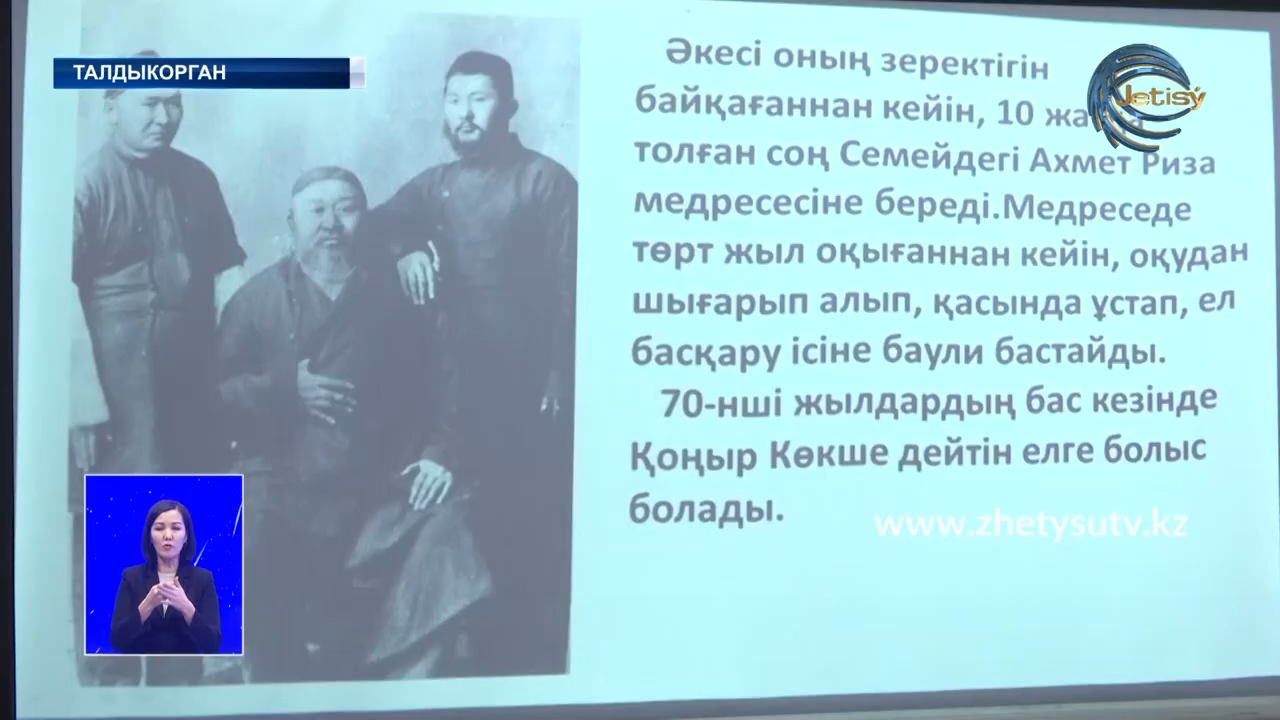 ТАЛДЫКОРГАН
Jetisý
Әкесі оның зеректігін
байқағаннан кейін, 10
толған соң Семейдегі Ахмет Риза
медресесіне береді.Медреседе
төрт жыл оқығаннан кейін, оқудан
шығарып алып, қасында ұстап, ел
басқару ісіне баули бастайды.
70-нші жылдардың бас кезінде
Қоңыр Көкше дейтін елге болыс
болады.
www.zhetysutv.kz